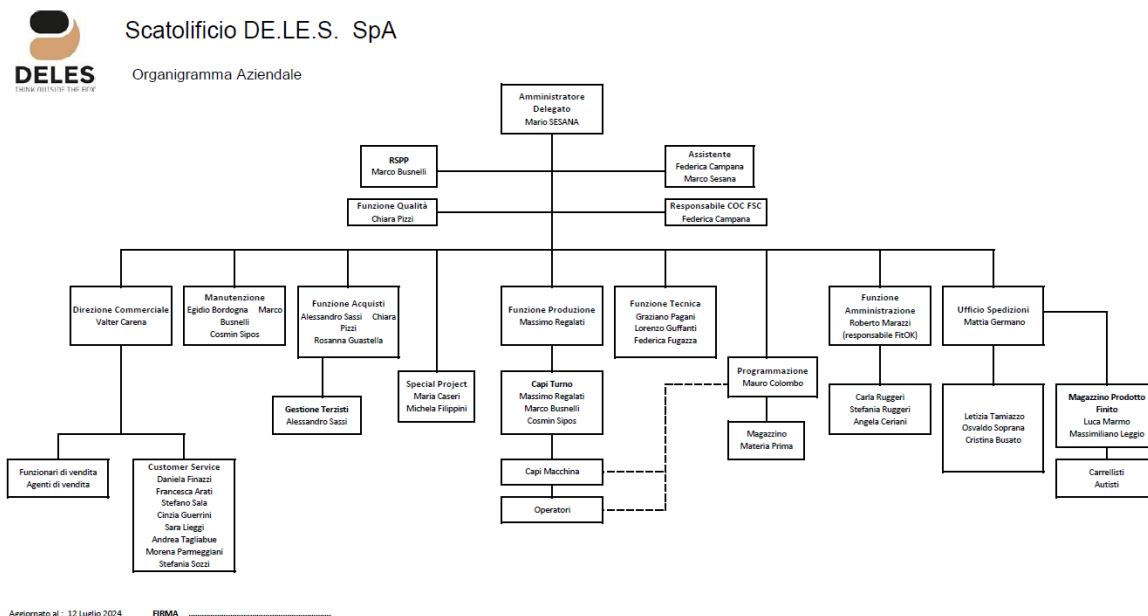 Scatolificio DE.LE.S. SpA
DELES
THINK OUTSIDE THE BOX
Organigramma Aziendale
Amministratore
Delegato
Mario SESANA
RSPP
Marco Busnelli
Assistente
Federica Campana
Marco Sesana
Funzione Qualità
Chiara Pizzi
Responsabile COC FSC
Federica Campana
Direzione Commerciale
Valter Carena
Manutenzione
Egidio Bordogna Marco
Busnelli
Cosmin Sipos
Funzione Acquisti
Alessandro Sassi Chiara
Pizzi
Rosanna Guastella
Funzione Produzione
Massimo Regalati
Funzione Tecnica
Graziano Pagani
Lorenzo Guffanti
Federica Fugazza
Funzione
Amministrazione
Roberto Marazzi
(responsabile FitOK)
Ufficio Spedizioni
Mattia Germano
Gestione Terzisti
Alessandro Sassi
Special Project
Maria Caseri
Michela Filippini
Capi Turno
Massimo Regalati
Marco Busnelli
Cosmin Sipos
Programmazione
Mauro Colombo
Carla Ruggeri
Stefania Ruggeri
Angela Ceriani
Letizia Tamiazzo
Osvaldo Soprana
Cristina Busato
Magazzino Prodotto
Finito
Luca Marmo
Massimiliano Leggio
Magazzino
Materia Prima
Funzionari di vendita
Agenti di vendita
Customer Service
Daniela Finazzi
Francesca Arati
Stefano Sala
Cinzia Guerrini
Sara Lieggi
Andrea Tagliabue
Morena Parmeggiani
Stefania Sozzi
Capi Macchina
Operatori
Carrellisti
Autisti
Aggiornato al : 12 Luglio 2024 FIRMA